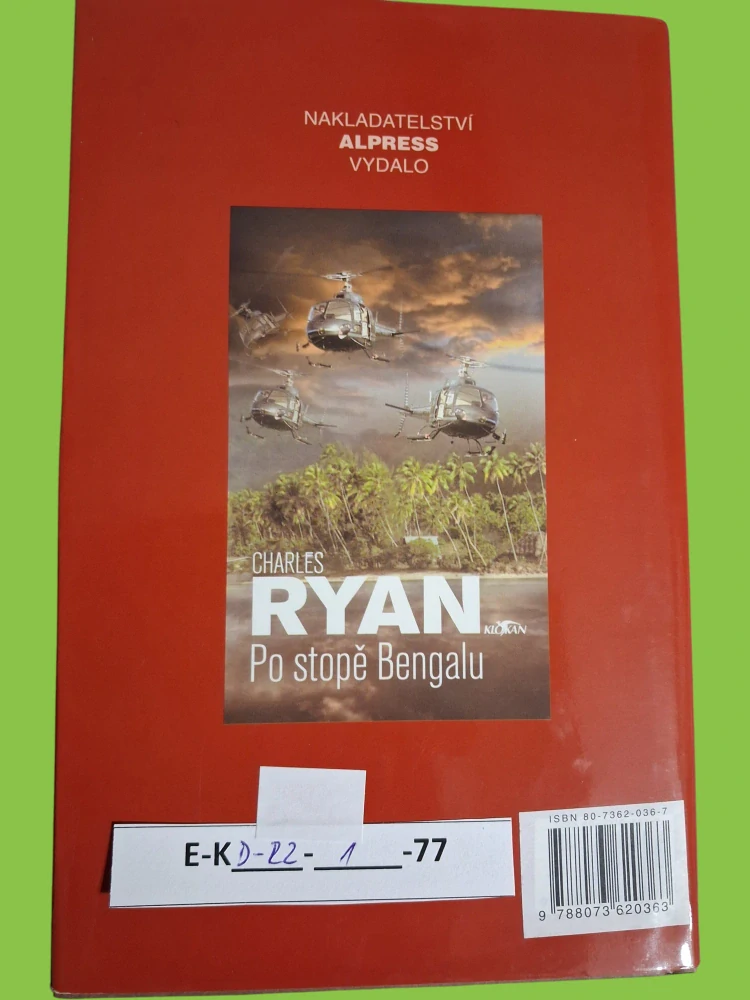 NAKLADATELSTVÍ
ALPRESS
VYDALO
CHARLES
RYAN
KLOKAN
Po stopě Bengalu
E-K D-22-1-77
ISBN 80-7362-036-7
9 788073 620363